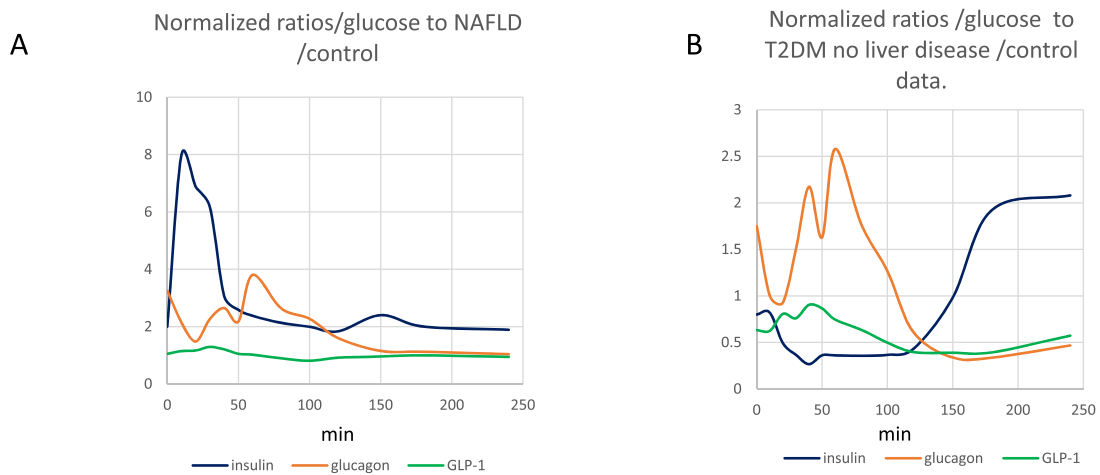 A
Normalized ratios/glucose to NAFLD
/control
10
8
6
4
2
0
0 50 100 150 200 250
min
insulin glucagon GLP-1
B
Normalized ratios /glucose to
T2DM no liver disease /control
data.
3
2.5
2
1.5
1
0.5
0
0 50 100 150 200 250
min
insulin glucagon GLP-1